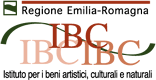 Regione Emilia-Romagna
IBC
IBC IBC
Istituto per i beni artistici, culturali e naturali